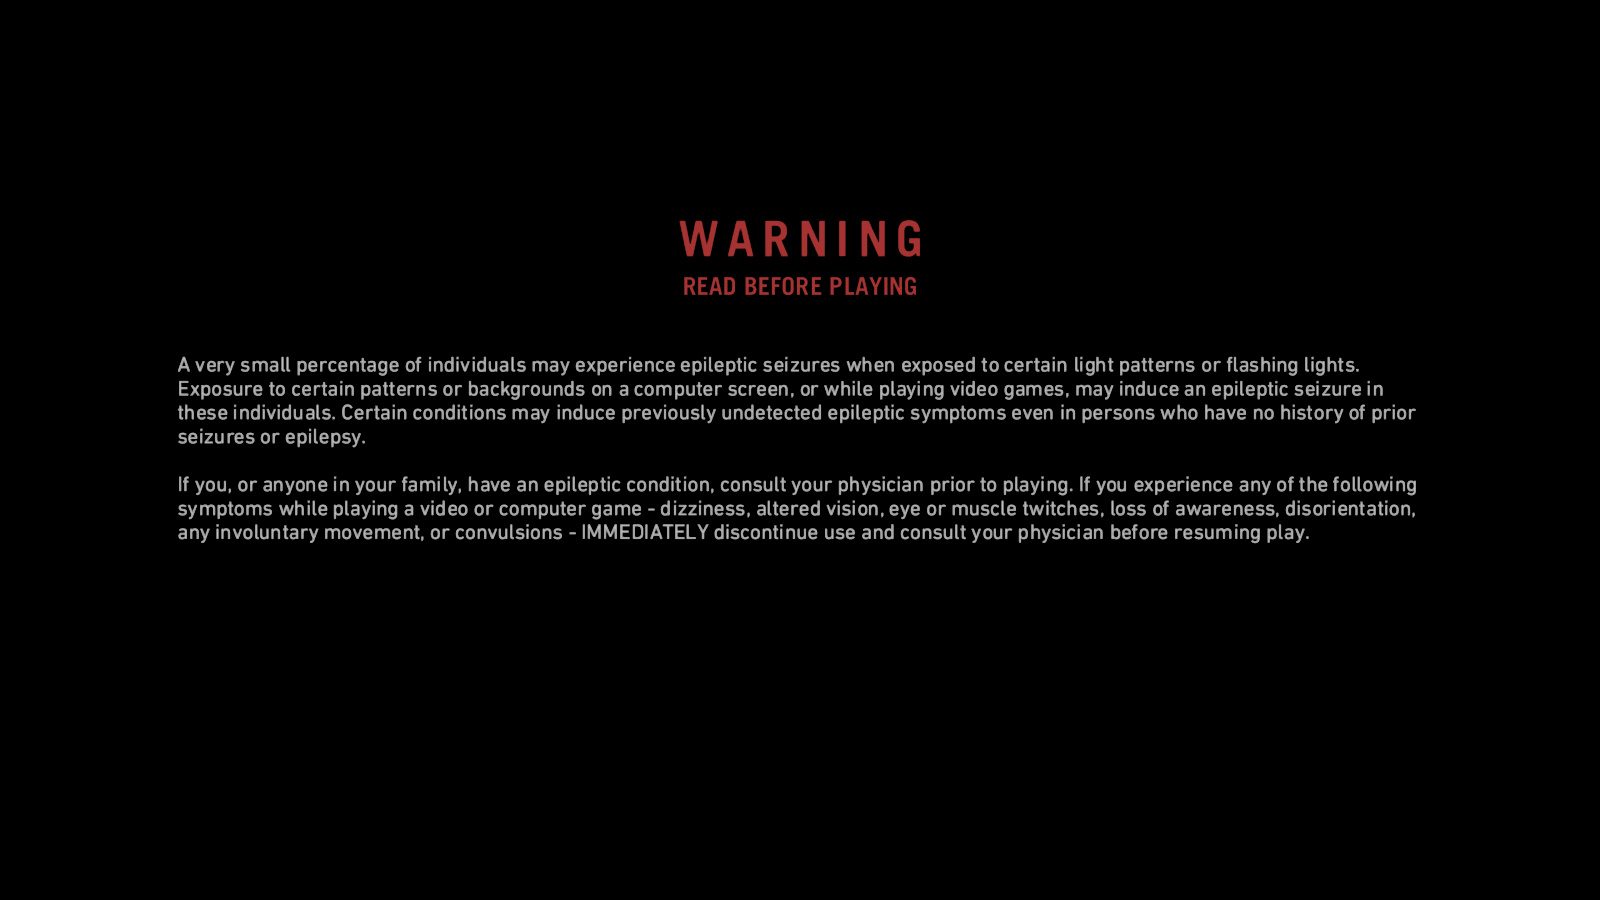 WARNING
READ BEFORE PLAYING
A very small percentage of individuals may experience epileptic seizures when exposed to certain light patterns or flashing lights.
Exposure to certain patterns or backgrounds on a computer screen, or while playing video games, may induce an epileptic seizure in
these individuals. Certain conditions may induce previously undetected epileptic symptoms even in persons who have no history of prior
seizures or epilepsy.
If you, or anyone in your family, have an epileptic condition, consult your physician prior to playing. If you experience any of the following
symptoms while playing a video or computer game - dizziness, altered vision, eye or muscle twitches, loss of awareness, disorientation,
any involuntary movement, or convulsions - IMMEDIATELY discontinue use and consult your physician before resuming play.